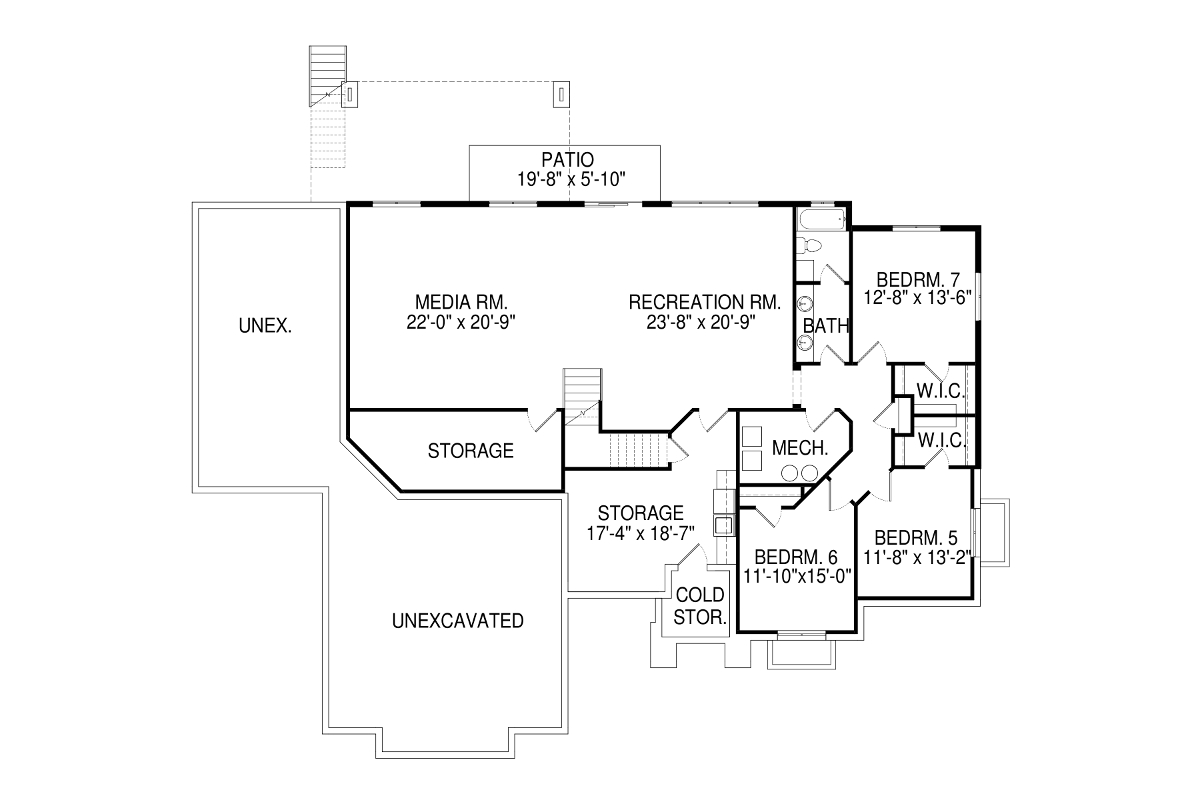 PATIO
19'-8" x 5'-10"
BEDRM. 7
12'-8" x 13'-6"
MEDIA RM.
22'-0" x 20'-9"
RECREATION RM.
23'-8" x 20'-9"
UNEX.
BATH
W.I.C.
W.I.C.
STORAGE
MECH.
STORAGE
17'-4" x 18'-7"
BEDRM. 5
11'-8" x 13'-2"
BEDRM. 6
11'-10"x15'-0"
COLD
STOR.
UNEXCAVATED